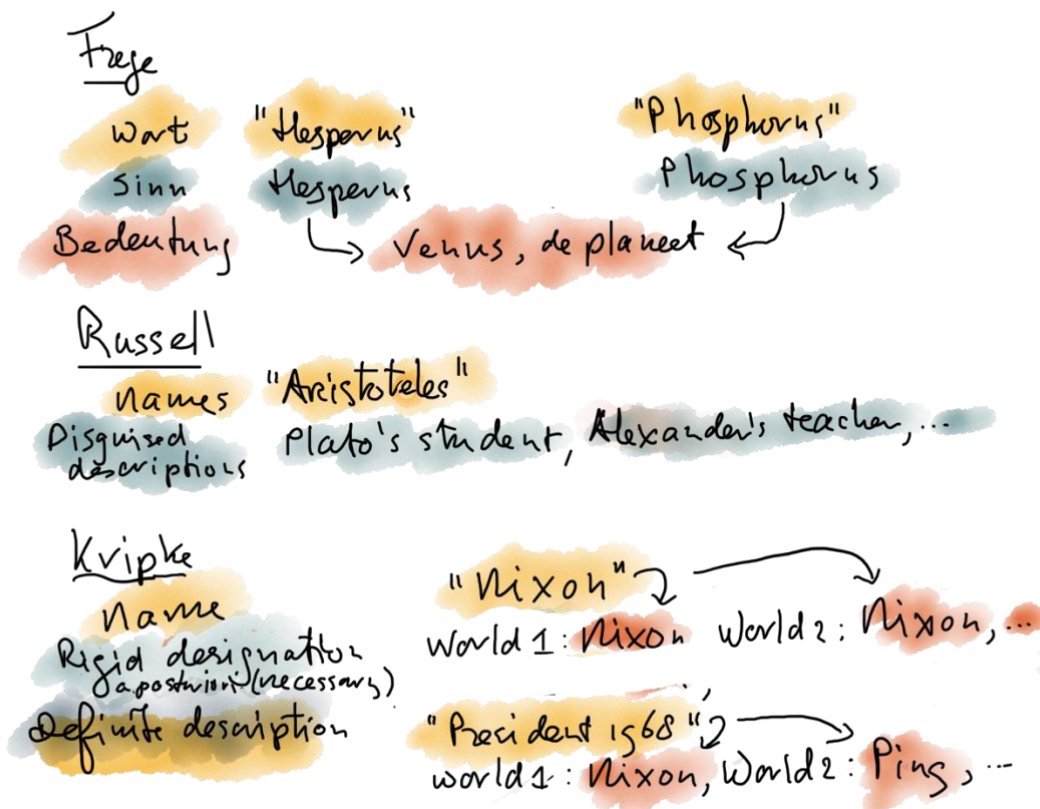 Frege
Wort "Hesperus" "Phosphorus"
Sinn Hesperus Phosphorus
Bedeutung Venus, de planeet
Russell
names "Aristoteles"
Disguised descriptions Plato's student, Alexander's teacher, ...
Kripke
Name "Nixon"
Rigid designation world 1: Nixon World 2: Nixon, ...
a posteriori (necessary)
Definite description "President 1968"
world 1: Nixon, World 2: Ping, ...